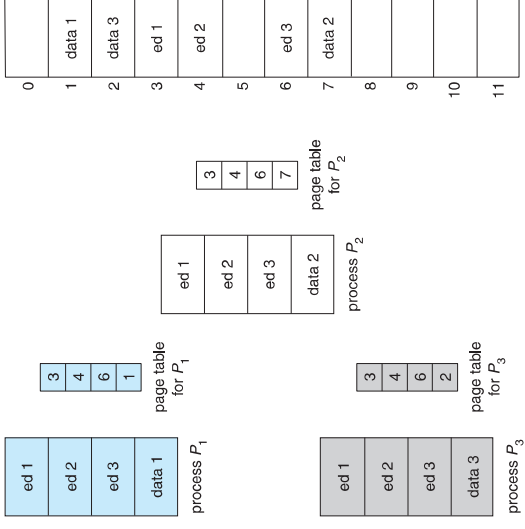 ed 1
ed 2
ed 3
data 1
process P₁
3
4
6
1
page table
for P₁
ed 1
ed 2
ed 3
data 2
process P₂
3
4
6
7
page table
for P₂
ed 1
ed 2
ed 3
data 3
process P₃
3
4
6
2
page table
for P₃
0
1 data 1
2 data 3
3 ed 1
4 ed 2
5
6 ed 3
7 data 2
8
9
10
11